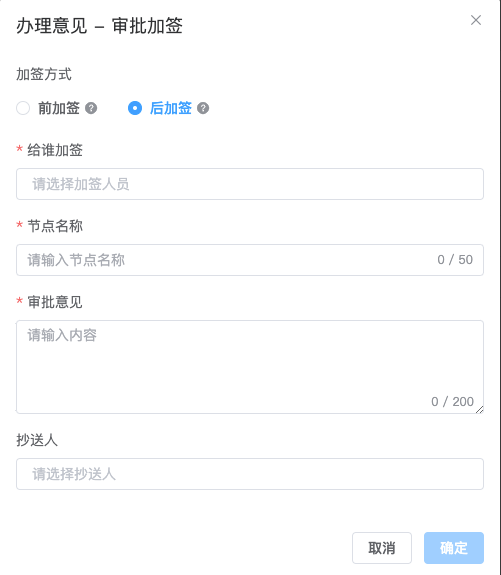 办理意见 – 审批加签
加签方式
前加签 ? 后加签 ?
* 给谁加签
请选择加签人员
* 节点名称
请输入节点名称 0 / 50
* 审批意见
请输入内容
0 / 200
抄送人
请选择抄送人
取消 确定